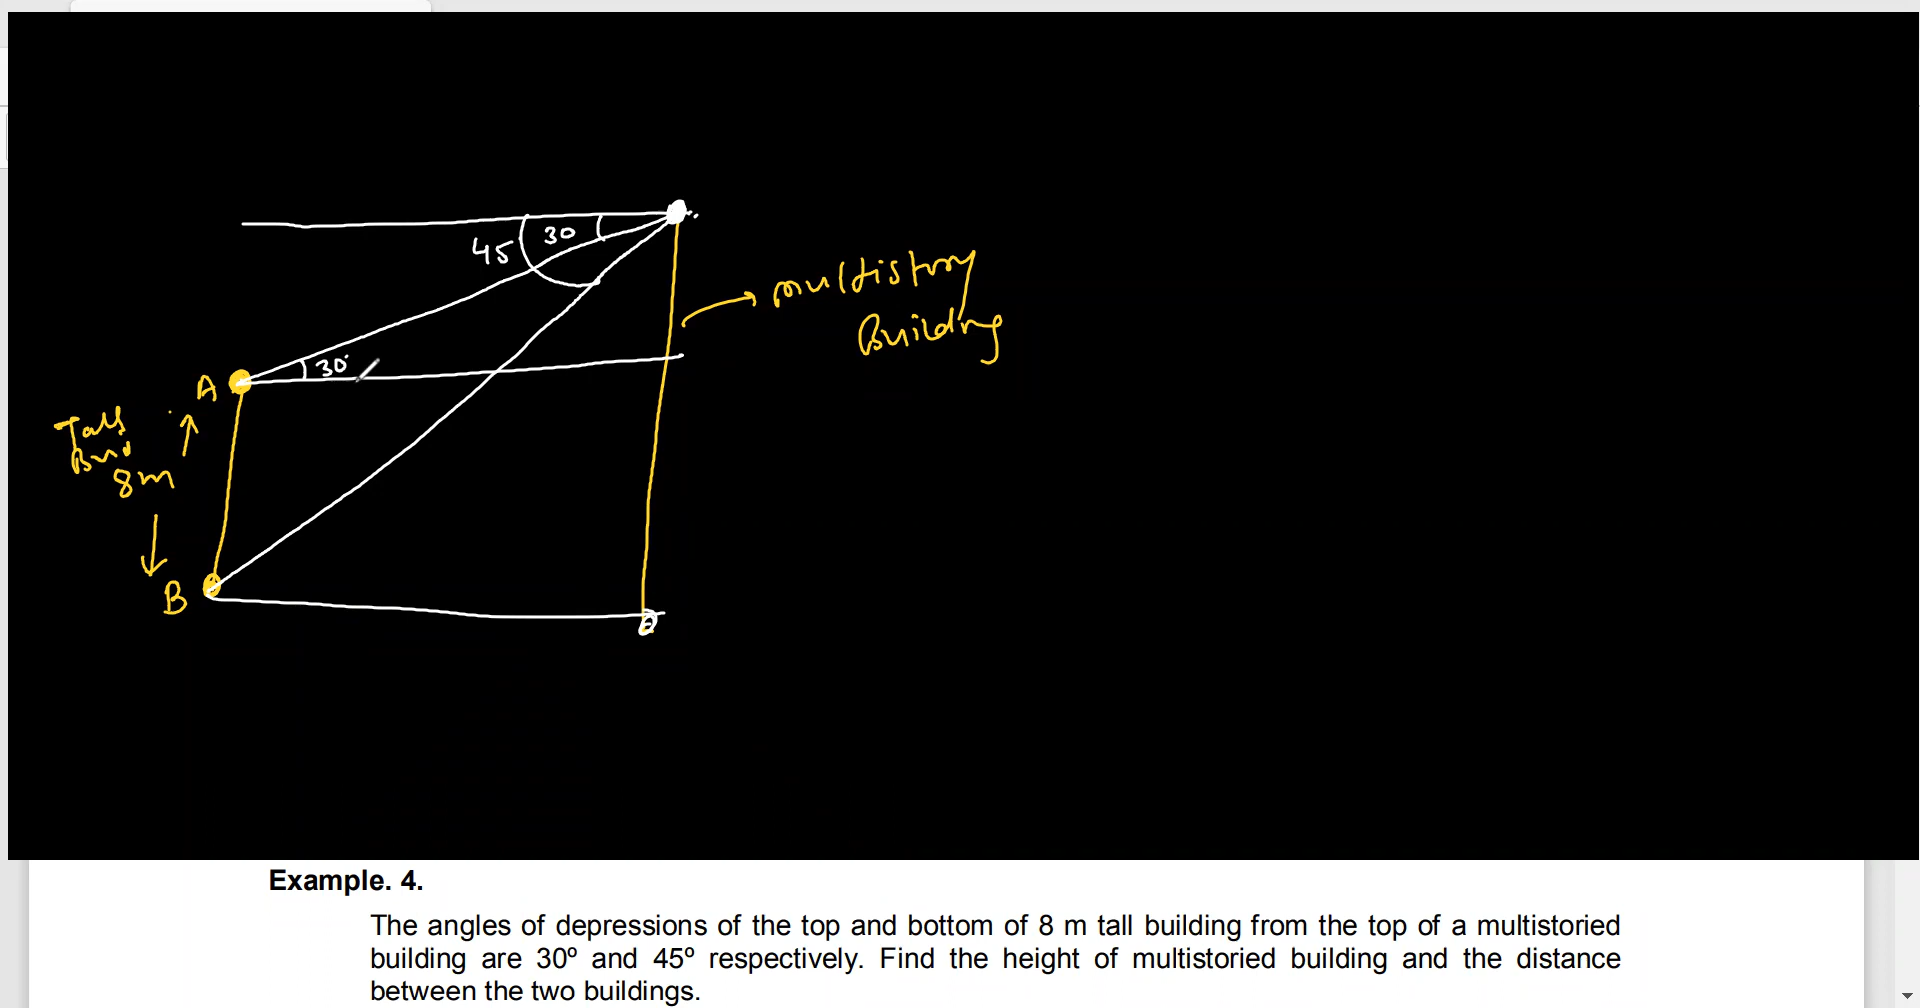 45
30
multistory
Building
30°
A
Tall
8m
B
Example. 4.
The angles of depressions of the top and bottom of 8 m tall building from the top of a multistoried
building are 30º and 45º respectively. Find the height of multistoried building and the distance
between the two buildings.